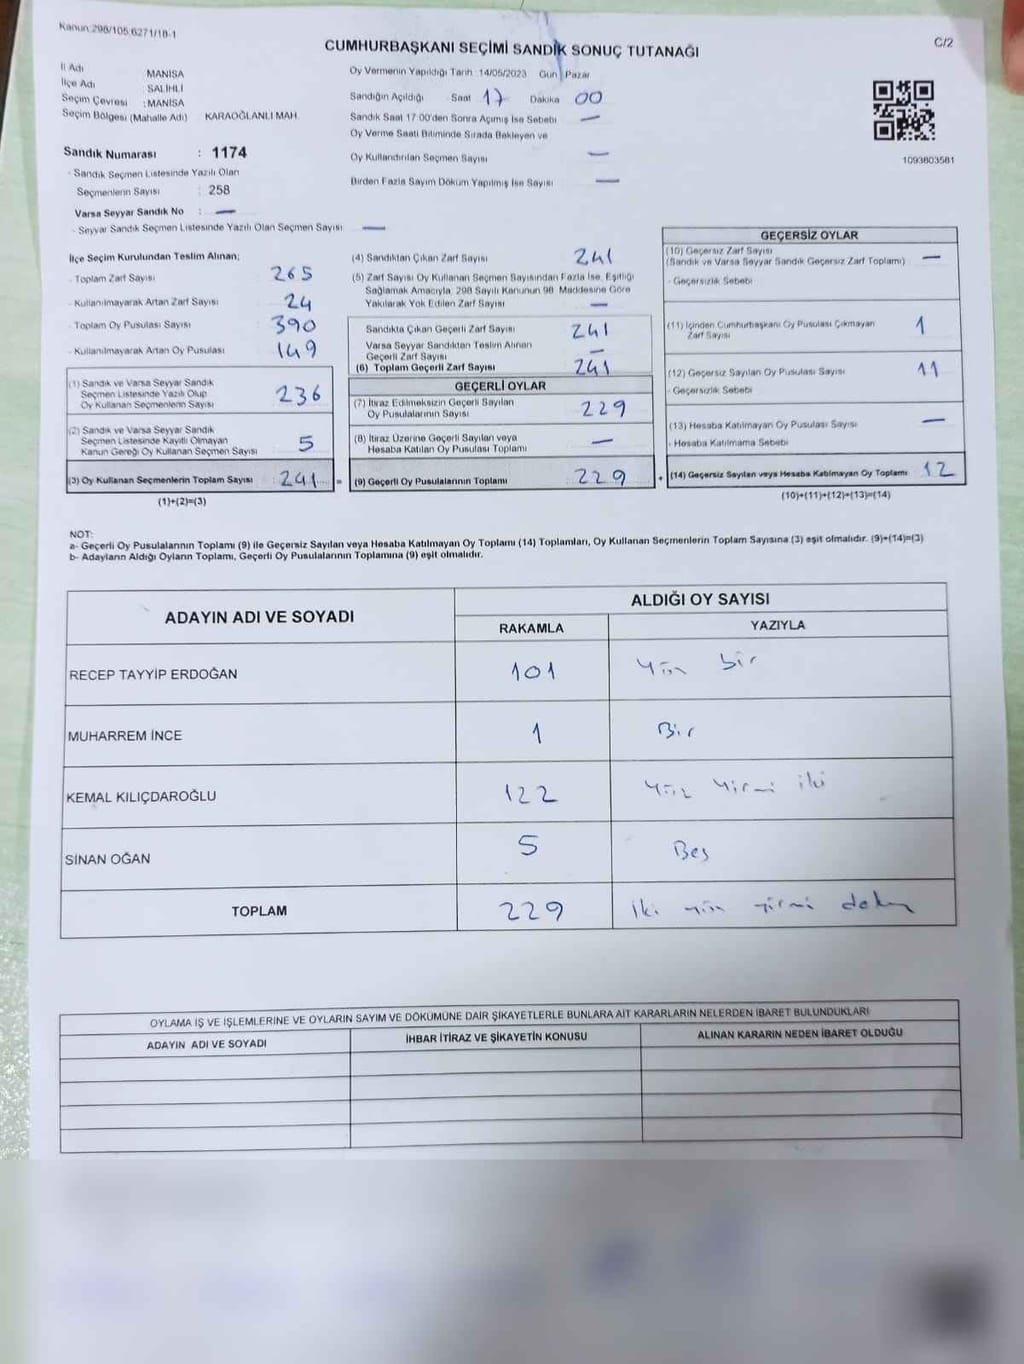 Kanun 298/105.6271/18-1
CUMHURBAŞKANI SEÇİMİ SANDIK SONUÇ TUTANAĞI
C/2
İl Adı MANİSA
İlçe Adı SALİHLİ
Seçim Çevresi : MANİSA
Seçim Bölgesi (Mahalle Adı) KARAOĞLANLI MAH.
Sandık Numarası : 1174
- Sandık Seçmen Listesinde Yazılı Olan
Seçmenlerin Sayısı : 258
Varsa Seyyar Sandık No : —
- Seyyar Sandık Seçmen Listesinde Yazılı Olan Seçmen Sayısı —
Oy Vermenin Yapıldığı Tarih 14/05/2023 Gün Pazar
Sandığın Açıldığı Saat 17 Dakika 00
Sandık Saat 17:00'den Sonra Açımış İse Sebebi —
Oy Verme Saati Bitiminde Sırada Bekleyen ve
Oy Kullandırılan Seçmen Sayısı —
Birden Fazla Sayım Döküm Yapılmış İse Sayısı —
1093803581
İlçe Seçim Kurulundan Teslim Alınan;
- Toplam Zarf Sayısı 265
- Kullanılmayarak Artan Zarf Sayısı 24
- Toplam Oy Pusulası Sayısı 390
- Kullanılmayarak Artan Oy Pusulası 149
(1) Sandık ve Varsa Seyyar Sandık
Seçmen Listesinde Yazılı Olup
Oy Kullanan Seçmenlerin Sayısı 236
(2) Sandık ve Varsa Seyyar Sandık
Seçmen Listesinde Kayıtlı Olmayan
Kanun Gereği Oy Kullanan Seçmen Sayısı 5
(3) Oy Kullanan Seçmenlerin Toplam Sayısı 241 =
(1)+(2)=(3)
(4) Sandıktan Çıkan Zarf Sayısı 241
(5) Zarf Sayısı Oy Kullanan Seçmen Sayısından Fazla İse, Eşitliği
Sağlamak Amacıyla, 298 Sayılı Kanunun 98. Maddesine Göre
Yakılarak Yok Edilen Zarf Sayısı —
Sandıkta Çıkan Geçerli Zarf Sayısı 241
Varsa Seyyar Sandıktan Teslim Alınan
Geçerli Zarf Sayısı —
(6) Toplam Geçerli Zarf Sayısı 241
GEÇERLİ OYLAR
(7) İtiraz Edilmeksizin Geçerli Sayılan
Oy Pusulalarının Sayısı 229
(8) İtiraz Üzerine Geçerli Sayılan veya
Hesaba Katılan Oy Pusulası Toplamı —
(9) Geçerli Oy Pusulalarının Toplamı 229 +
GEÇERSİZ OYLAR
(10) Geçersiz Zarf Sayısı
(Sandık ve Varsa Seyyar Sandık Geçersiz Zarf Toplamı) —
- Geçersizlik Sebebi
(11) İçinden Cumhurbaşkanı Oy Pusulası Çıkmayan
Zarf Sayısı 1
(12) Geçersiz Sayılan Oy Pusulası Sayısı 11
- Geçersizlik Sebebi
(13) Hesaba Katılmayan Oy Pusulası Sayısı —
- Hesaba Katılmama Sebebi
(14) Geçersiz Sayılan veya Hesaba Katılmayan Oy Toplamı 12
(10)+(11)+(12)+(13)=(14)
NOT:
a- Geçerli Oy Pusulalarının Toplamı (9) ile Geçersiz Sayılan veya Hesaba Katılmayan Oy Toplamı (14) Toplamları, Oy Kullanan Seçmenlerin Toplam Sayısına (3) eşit olmalıdır. (9)+(14)=(3)
b- Adayların Aldığı Oyların Toplamı, Geçerli Oy Pusulalarının Toplamına (9) eşit olmalıdır.
ADAYIN ADI VE SOYADI
ALDIĞI OY SAYISI
RAKAMLA YAZIYLA
RECEP TAYYİP ERDOĞAN 101 Yüz bir
MUHARREM İNCE 1 Bir
KEMAL KILIÇDAROĞLU 122 Yüz Yirmi iki
SİNAN OĞAN 5 Beş
TOPLAM 229 İki yüz yirmi dokuz
OYLAMA İŞ VE İŞLEMLERİNE VE OYLARIN SAYIM VE DÖKÜMÜNE DAİR ŞİKAYETLERLE BUNLARA AİT KARARLARIN NELERDEN İBARET BULUNDUKLARI
ADAYIN ADI VE SOYADI İHBAR İTİRAZ VE ŞİKAYETİN KONUSU ALINAN KARARIN NEDEN İBARET OLDUĞU